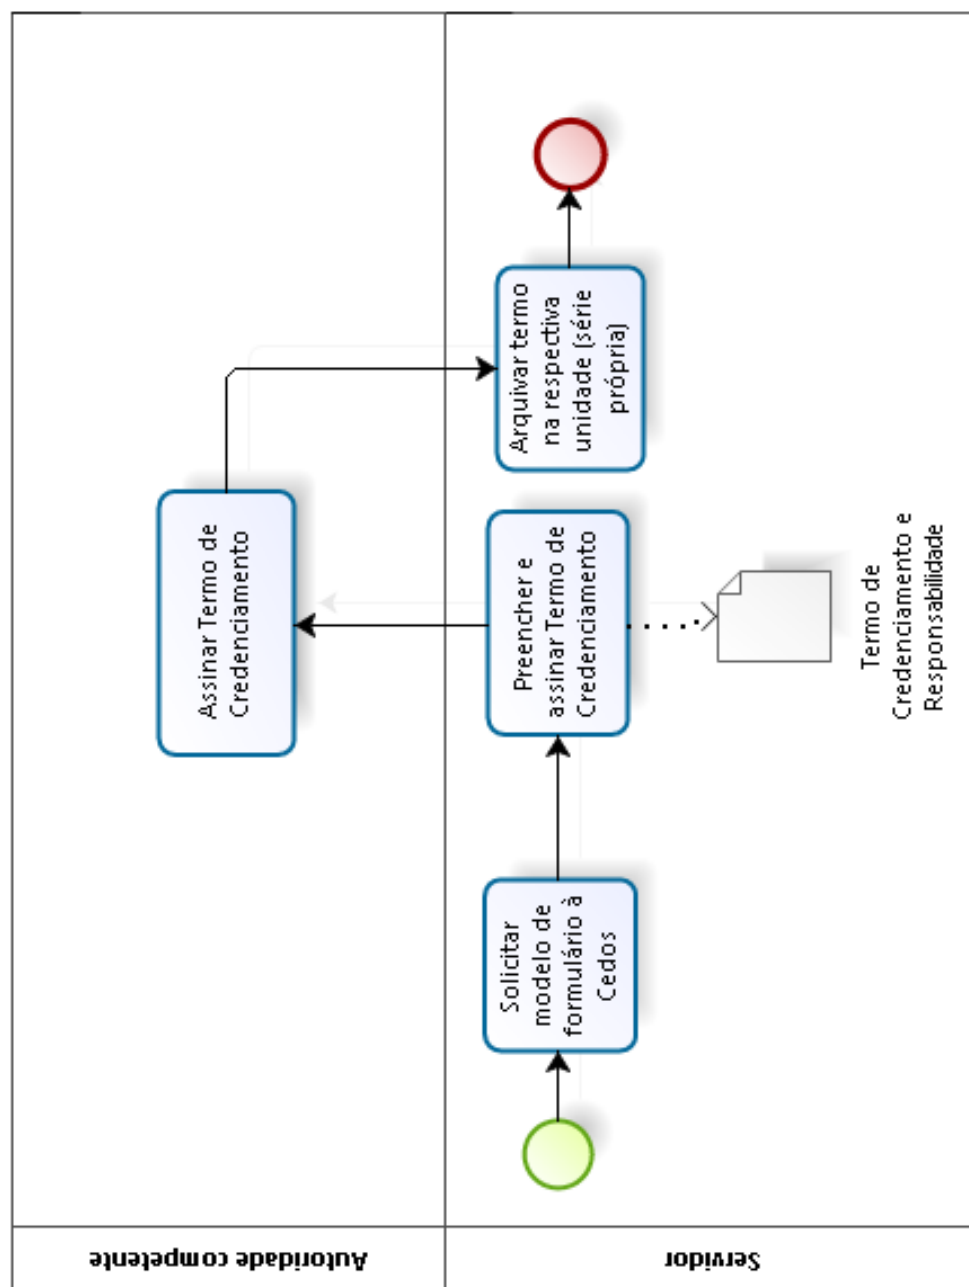 Autoridade competente
Assinar Termo de
Credenciamento
Servidor
Solicitar
modelo de
formulário à
Cedos
Preencher e
assinar Termo de
Credenciamento
Arquivar termo
na respectiva
unidade (série
própria)
Termo de
Credenciamento e
Responsabilidade